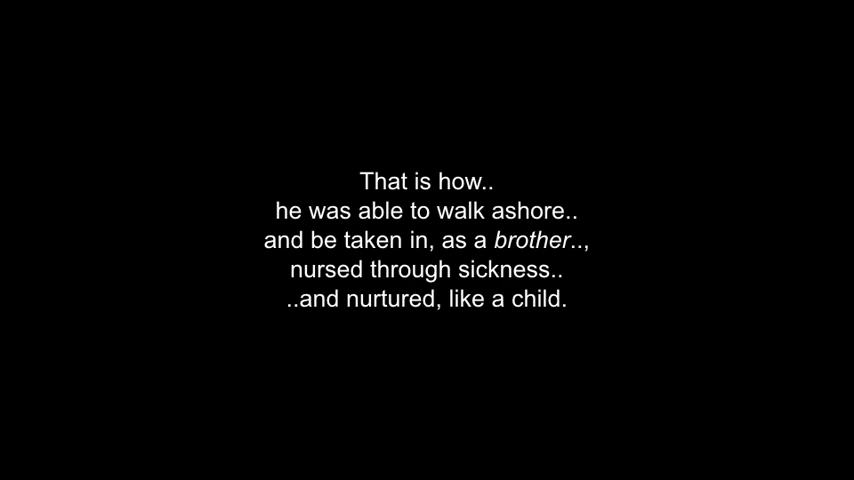 That is how..
he was able to walk ashore..
and be taken in, as a brother..,
nursed through sickness..
..and nurtured, like a child.